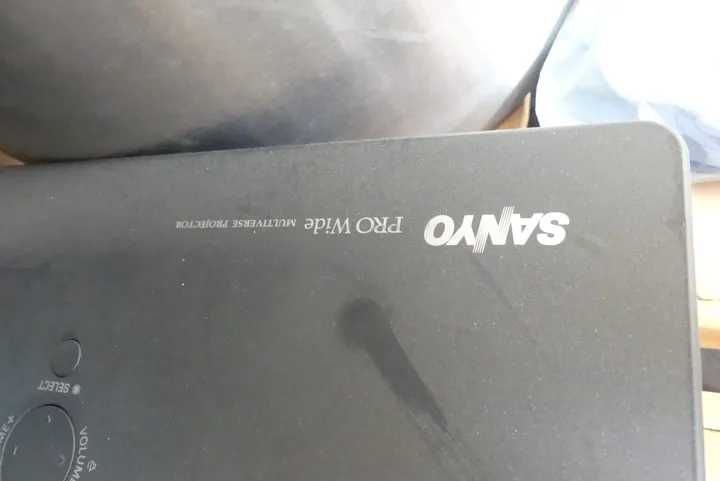 SANYO PRO Wide MULTIVERSE PROJECTOR
SELECT
VOLUME